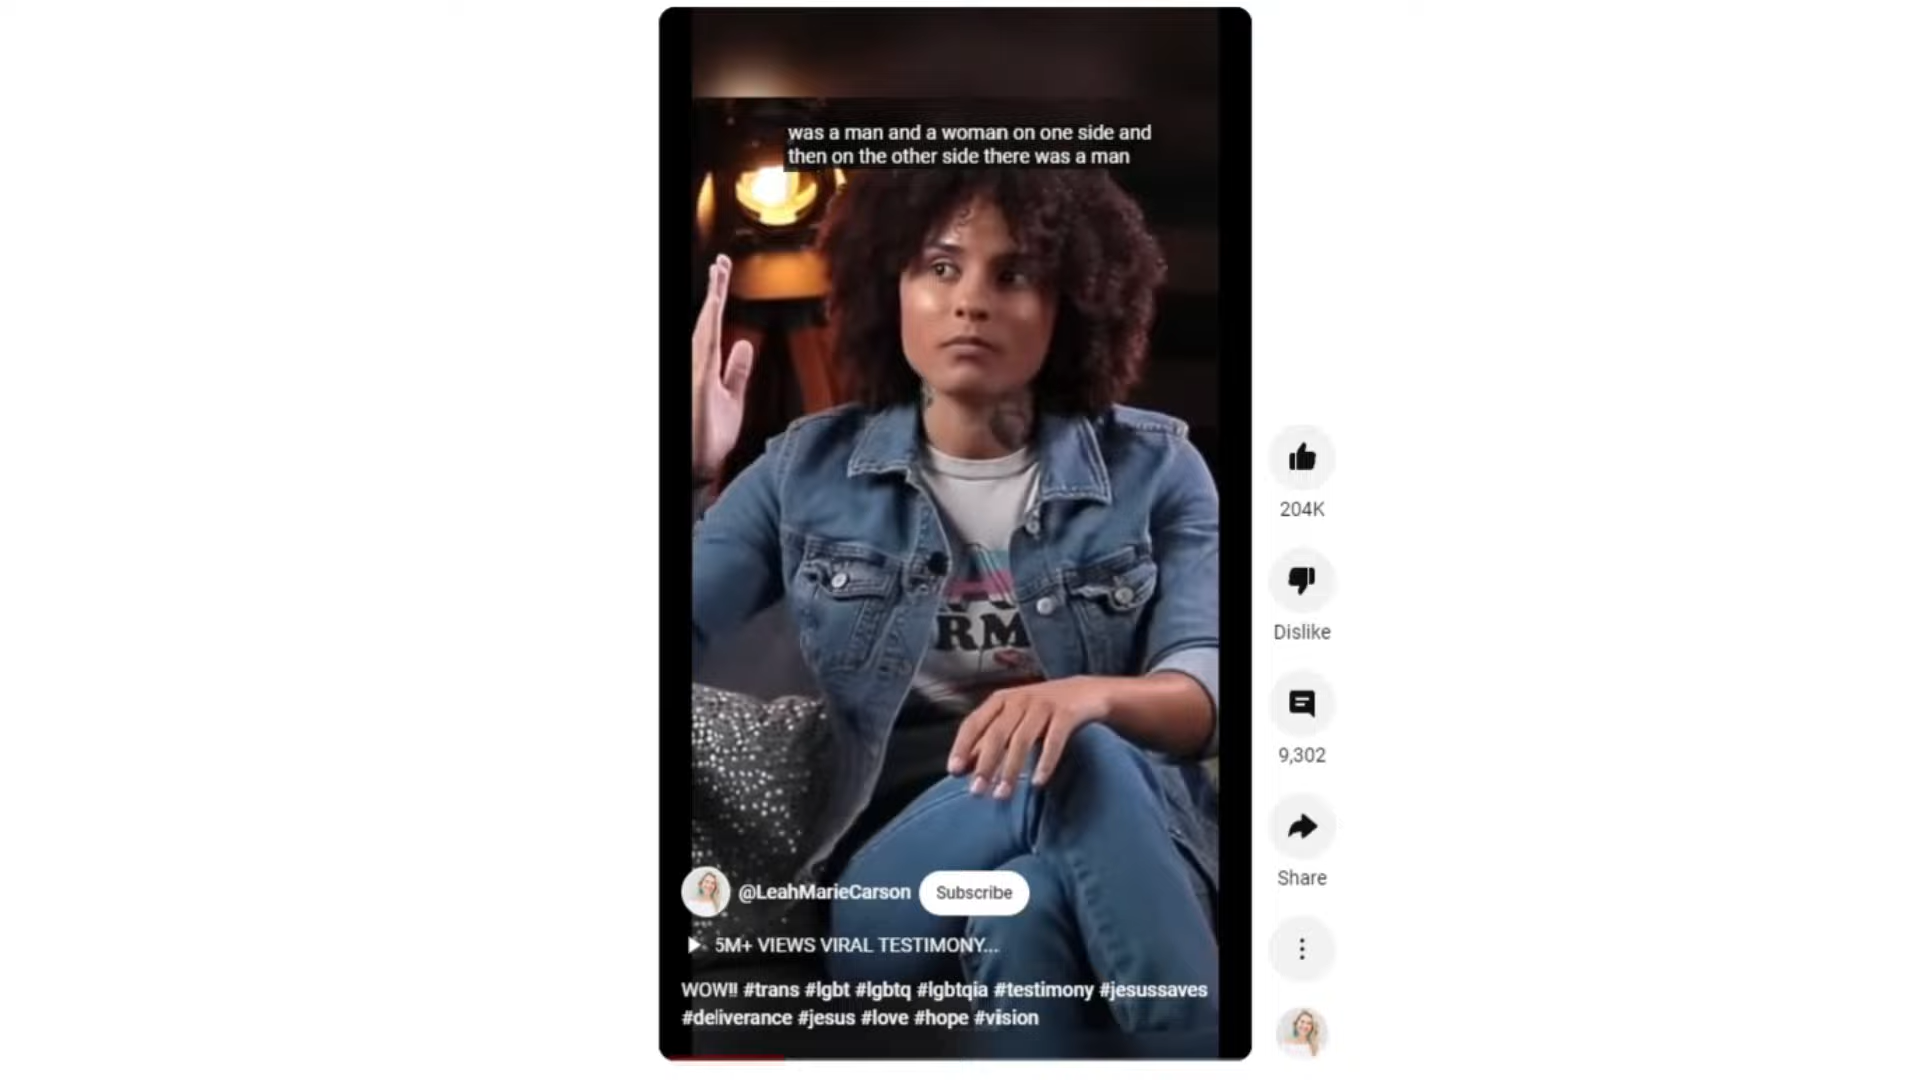 was a man and a woman on one side and
then on the other side there was a man
RM
@LeahMarieCarson
Subscribe
5M+ VIEWS VIRAL TESTIMONY...
WOW!! #trans #lgbt #lgbtq #lgbtqia #testimony #jesussaves
#deliverance #jesus #love #hope #vision
204K
Dislike
9,302
Share